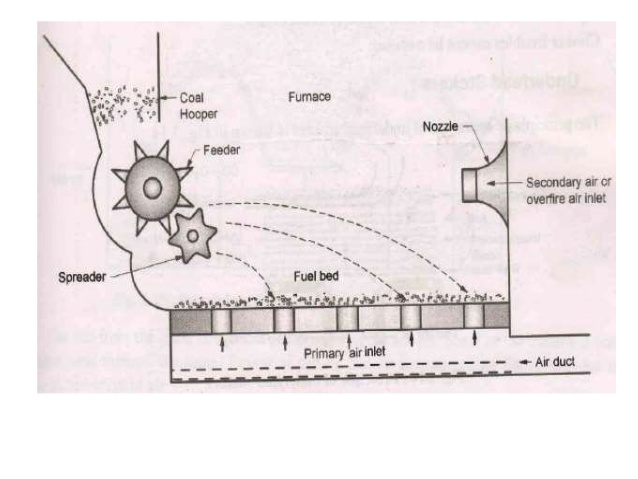 Coal
Hooper
Furnace
Nozzle
Feeder
Secondary air or
overfire air inlet
Spreader
Fuel bed
Primary air inlet
Air duct
Underfeed Stokers